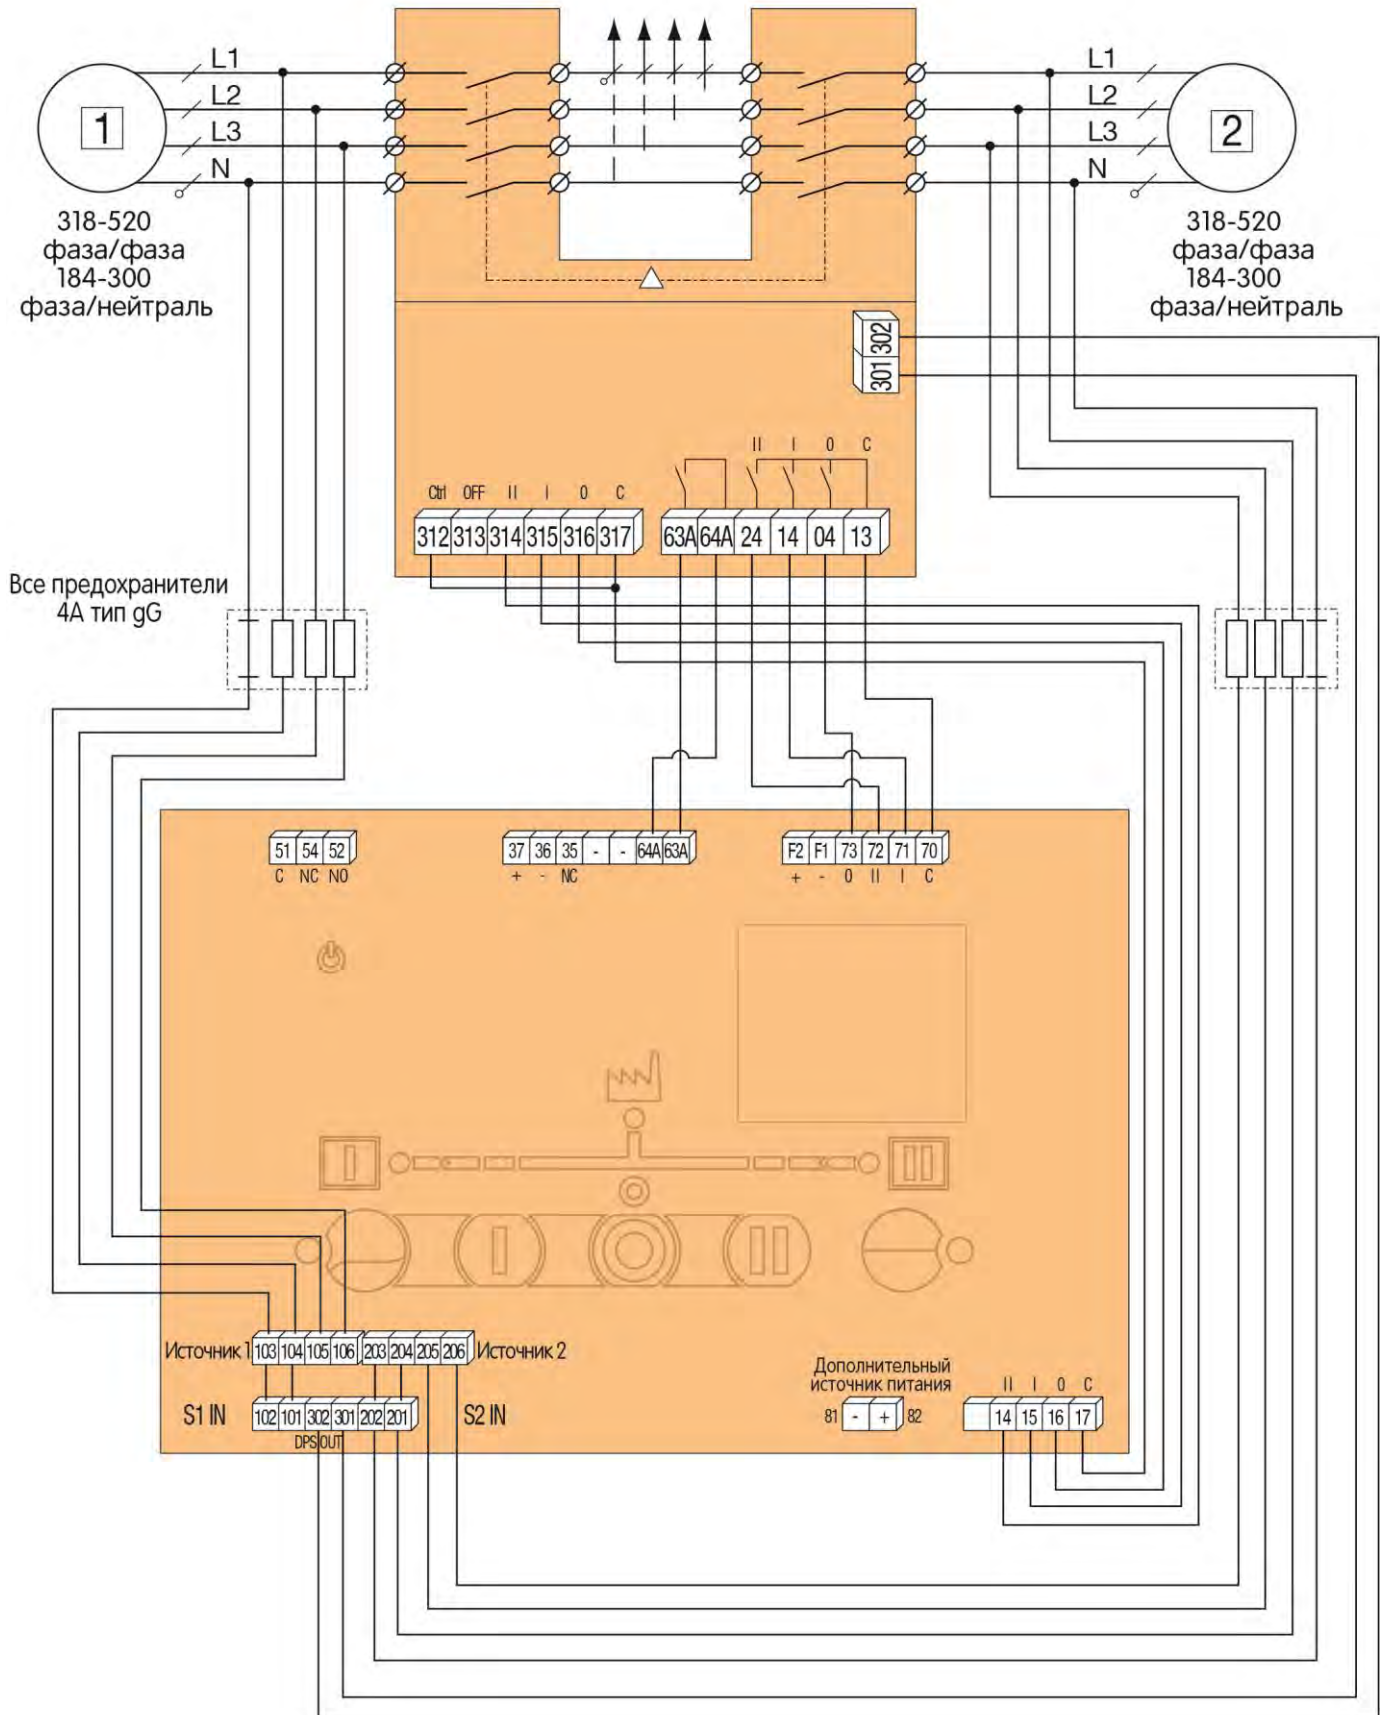 L1 L1
L2 L2
1 L3 L3 2
N N
318-520
фаза/фаза
184-300
фаза/нейтраль
318-520
фаза/фаза
184-300
фаза/нейтраль
302
301
II I 0 C
Ctrl OFF II I 0 C
312 313 314 315 316 317 63A 64A 24 14 04 13
Все предохранители
4А тип gG
51 54 52 37 36 35 - - 64A 63A F2 F1 73 72 71 70
C NC NO + - NC + - 0 II I C
Источник 1 103 104 105 106 203 204 205 206 Источник 2
S1 IN 102 101 302 301 202 201 S2 IN
DPS OUT
Дополнительный
источник питания
81 - + 82
II I 0 C
14 15 16 17